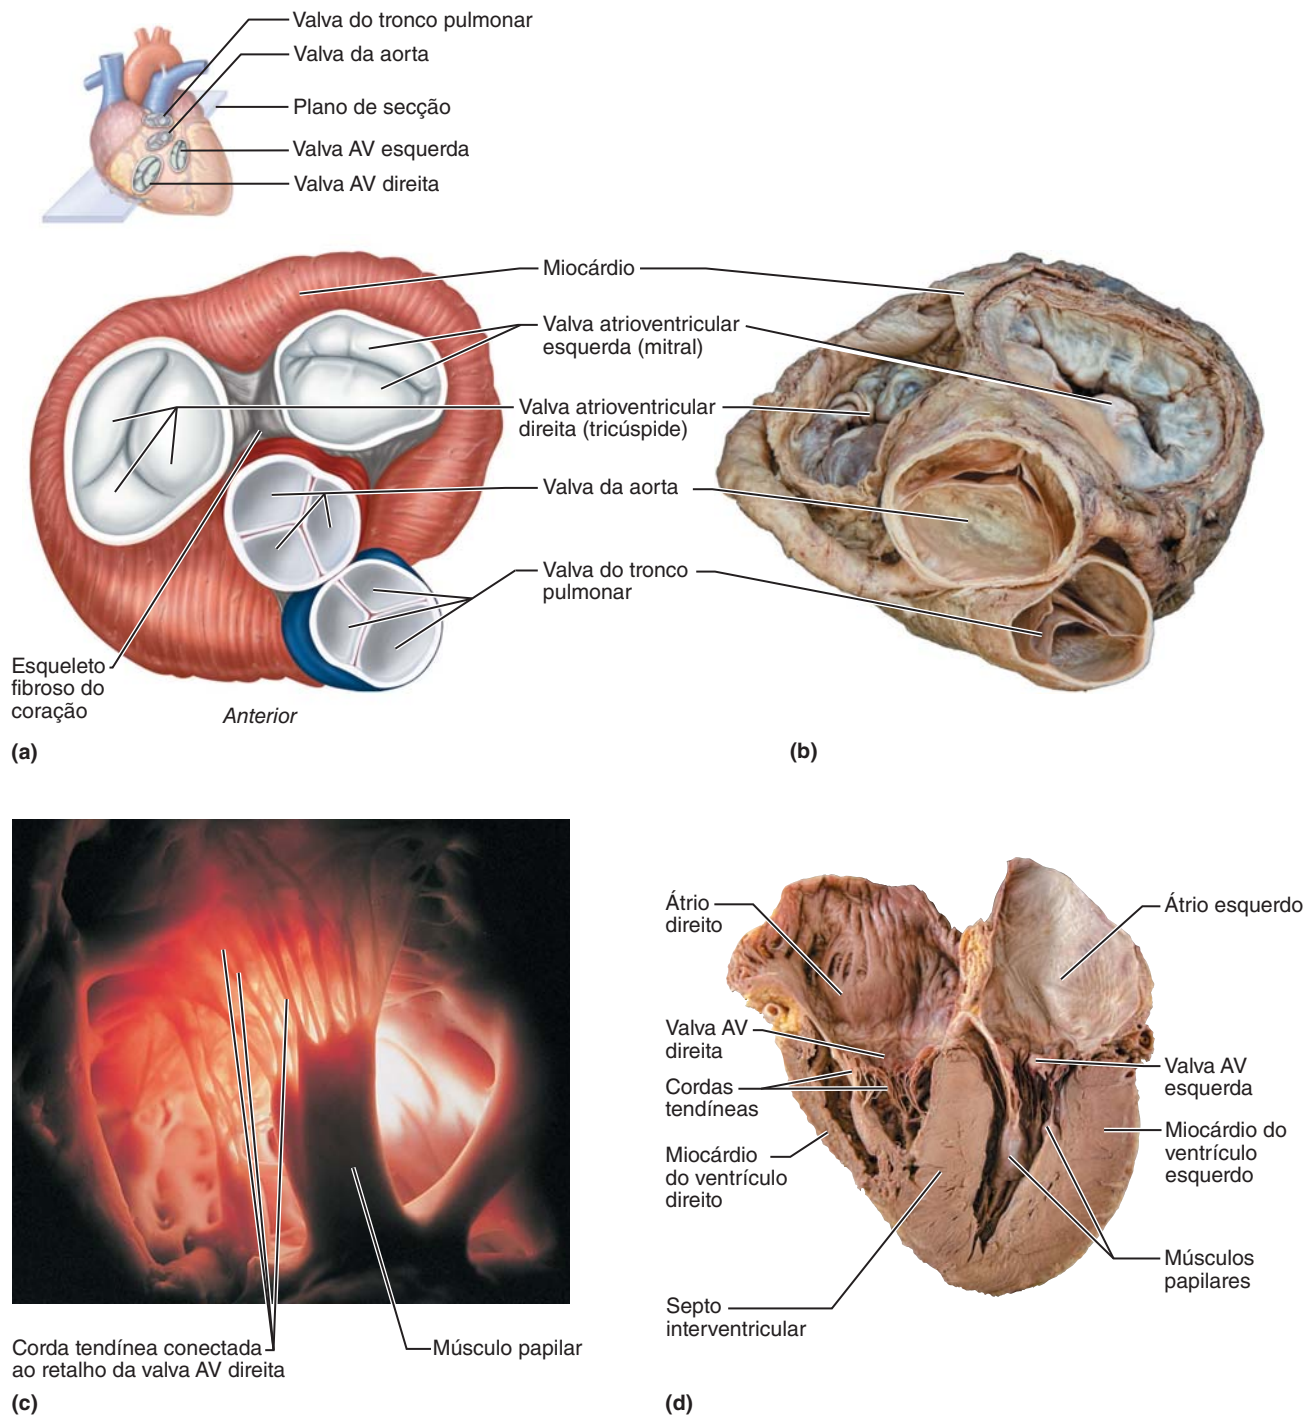 Valva do tronco pulmonar
Valva da aorta
Plano de secção
Valva AV esquerda
Valva AV direita
Miocárdio
Valva atrioventricular
esquerda (mitral)
Valva atrioventricular
direita (tricúspide)
Valva da aorta
Valva do tronco
pulmonar
Esqueleto
fibroso do
coração
Anterior
(a)
(b)
Corda tendínea conectada
ao retalho da valva AV direita
Músculo papilar
(c)
Átrio
direito
Valva AV
direita
Cordas
tendíneas
Miocárdio
do ventrículo
direito
Septo
interventricular
Átrio esquerdo
Valva AV
esquerda
Miocárdio do
ventrículo
esquerdo
Músculos
papilares
(d)